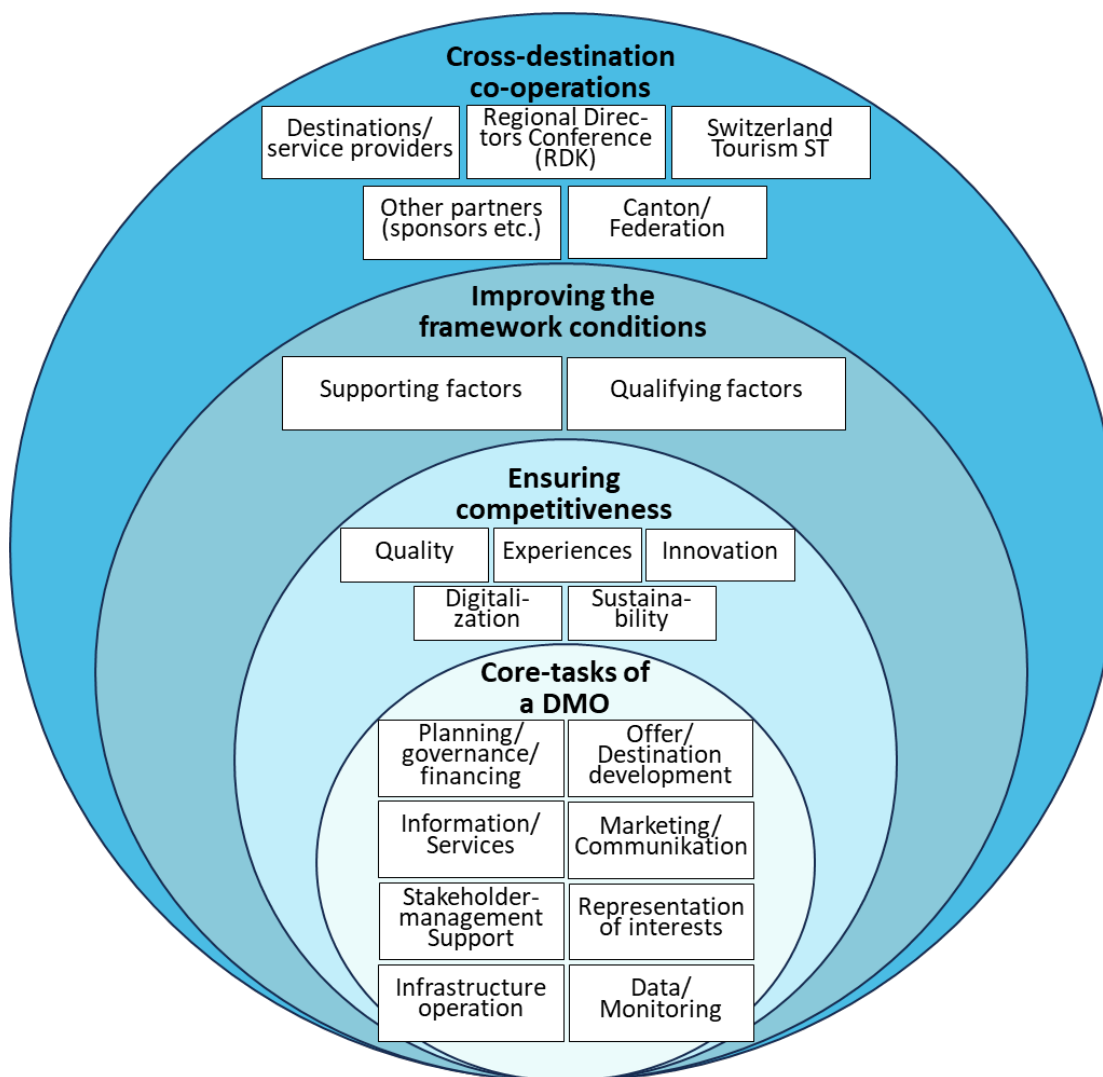 Cross-destination
co-operations
Destinations/
service providers
Regional Direc-
tors Conference
(RDK)
Switzerland
Tourism ST
Other partners
(sponsors etc.)
Canton/
Federation
Improving the
framework conditions
Supporting factors
Qualifying factors
Ensuring
competitiveness
Quality
Experiences
Innovation
Digitali-
zation
Sustaina-
bility
Core-tasks of
a DMO
Planning/
governance/
financing
Offer/
Destination
development
Information/
Services
Marketing/
Communikation
Stakeholder-
management
Support
Representation
of interests
Infrastructure
operation
Data/
Monitoring